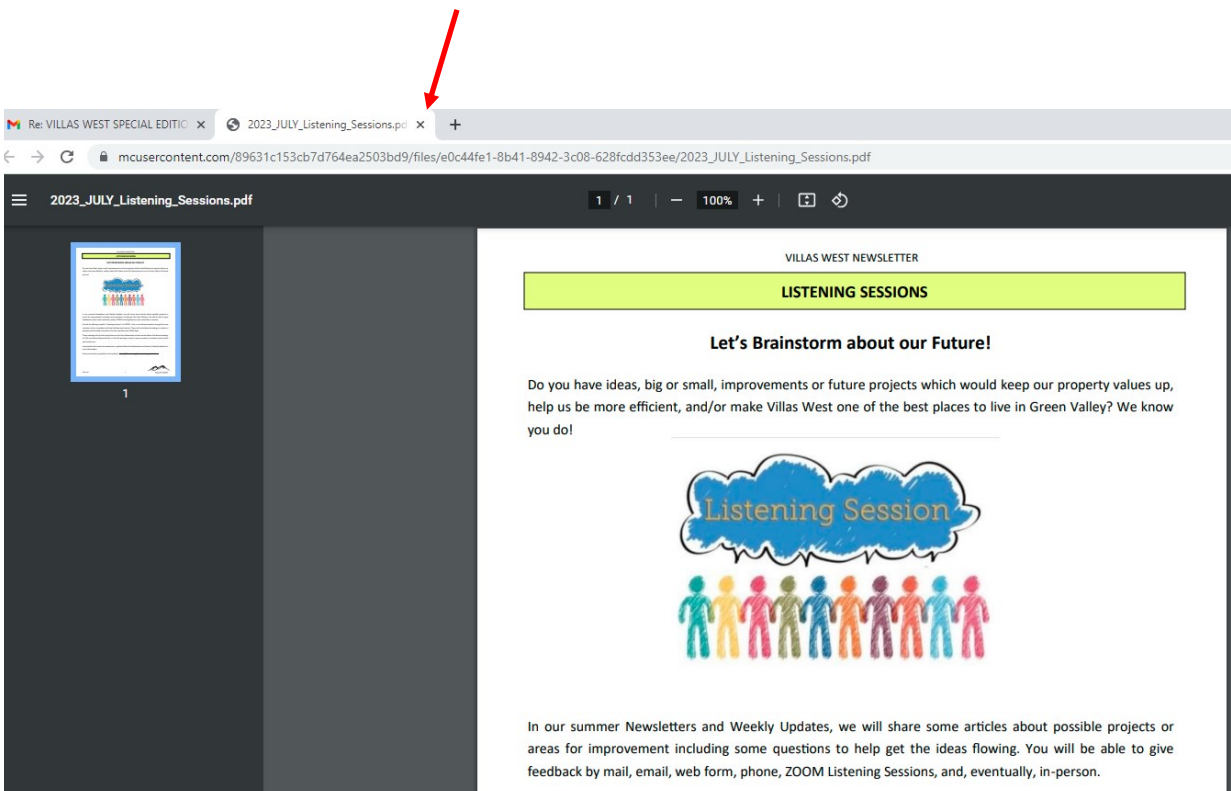 Re: VILLAS WEST SPECIAL EDITIO
2023_JULY_Listening_Sessions.pd
mcusercontent.com/89631c153cb7d764ea2503bd9/files/e0c44fe1-8b41-8942-3c08-628fcdd353ee/2023_JULY_Listening_Sessions.pdf
2023_JULY_Listening_Sessions.pdf
1 / 1
100%
1
VILLAS WEST NEWSLETTER
LISTENING SESSIONS
Let's Brainstorm about our Future!
Do you have ideas, big or small, improvements or future projects which would keep our property values up,
help us be more efficient, and/or make Villas West one of the best places to live in Green Valley? We know
you do!
Listening Session
In our summer Newsletters and Weekly Updates, we will share some articles about possible projects or
areas for improvement including some questions to help get the ideas flowing. You will be able to give
feedback by mail, email, web form, phone, ZOOM Listening Sessions, and, eventually, in-person.